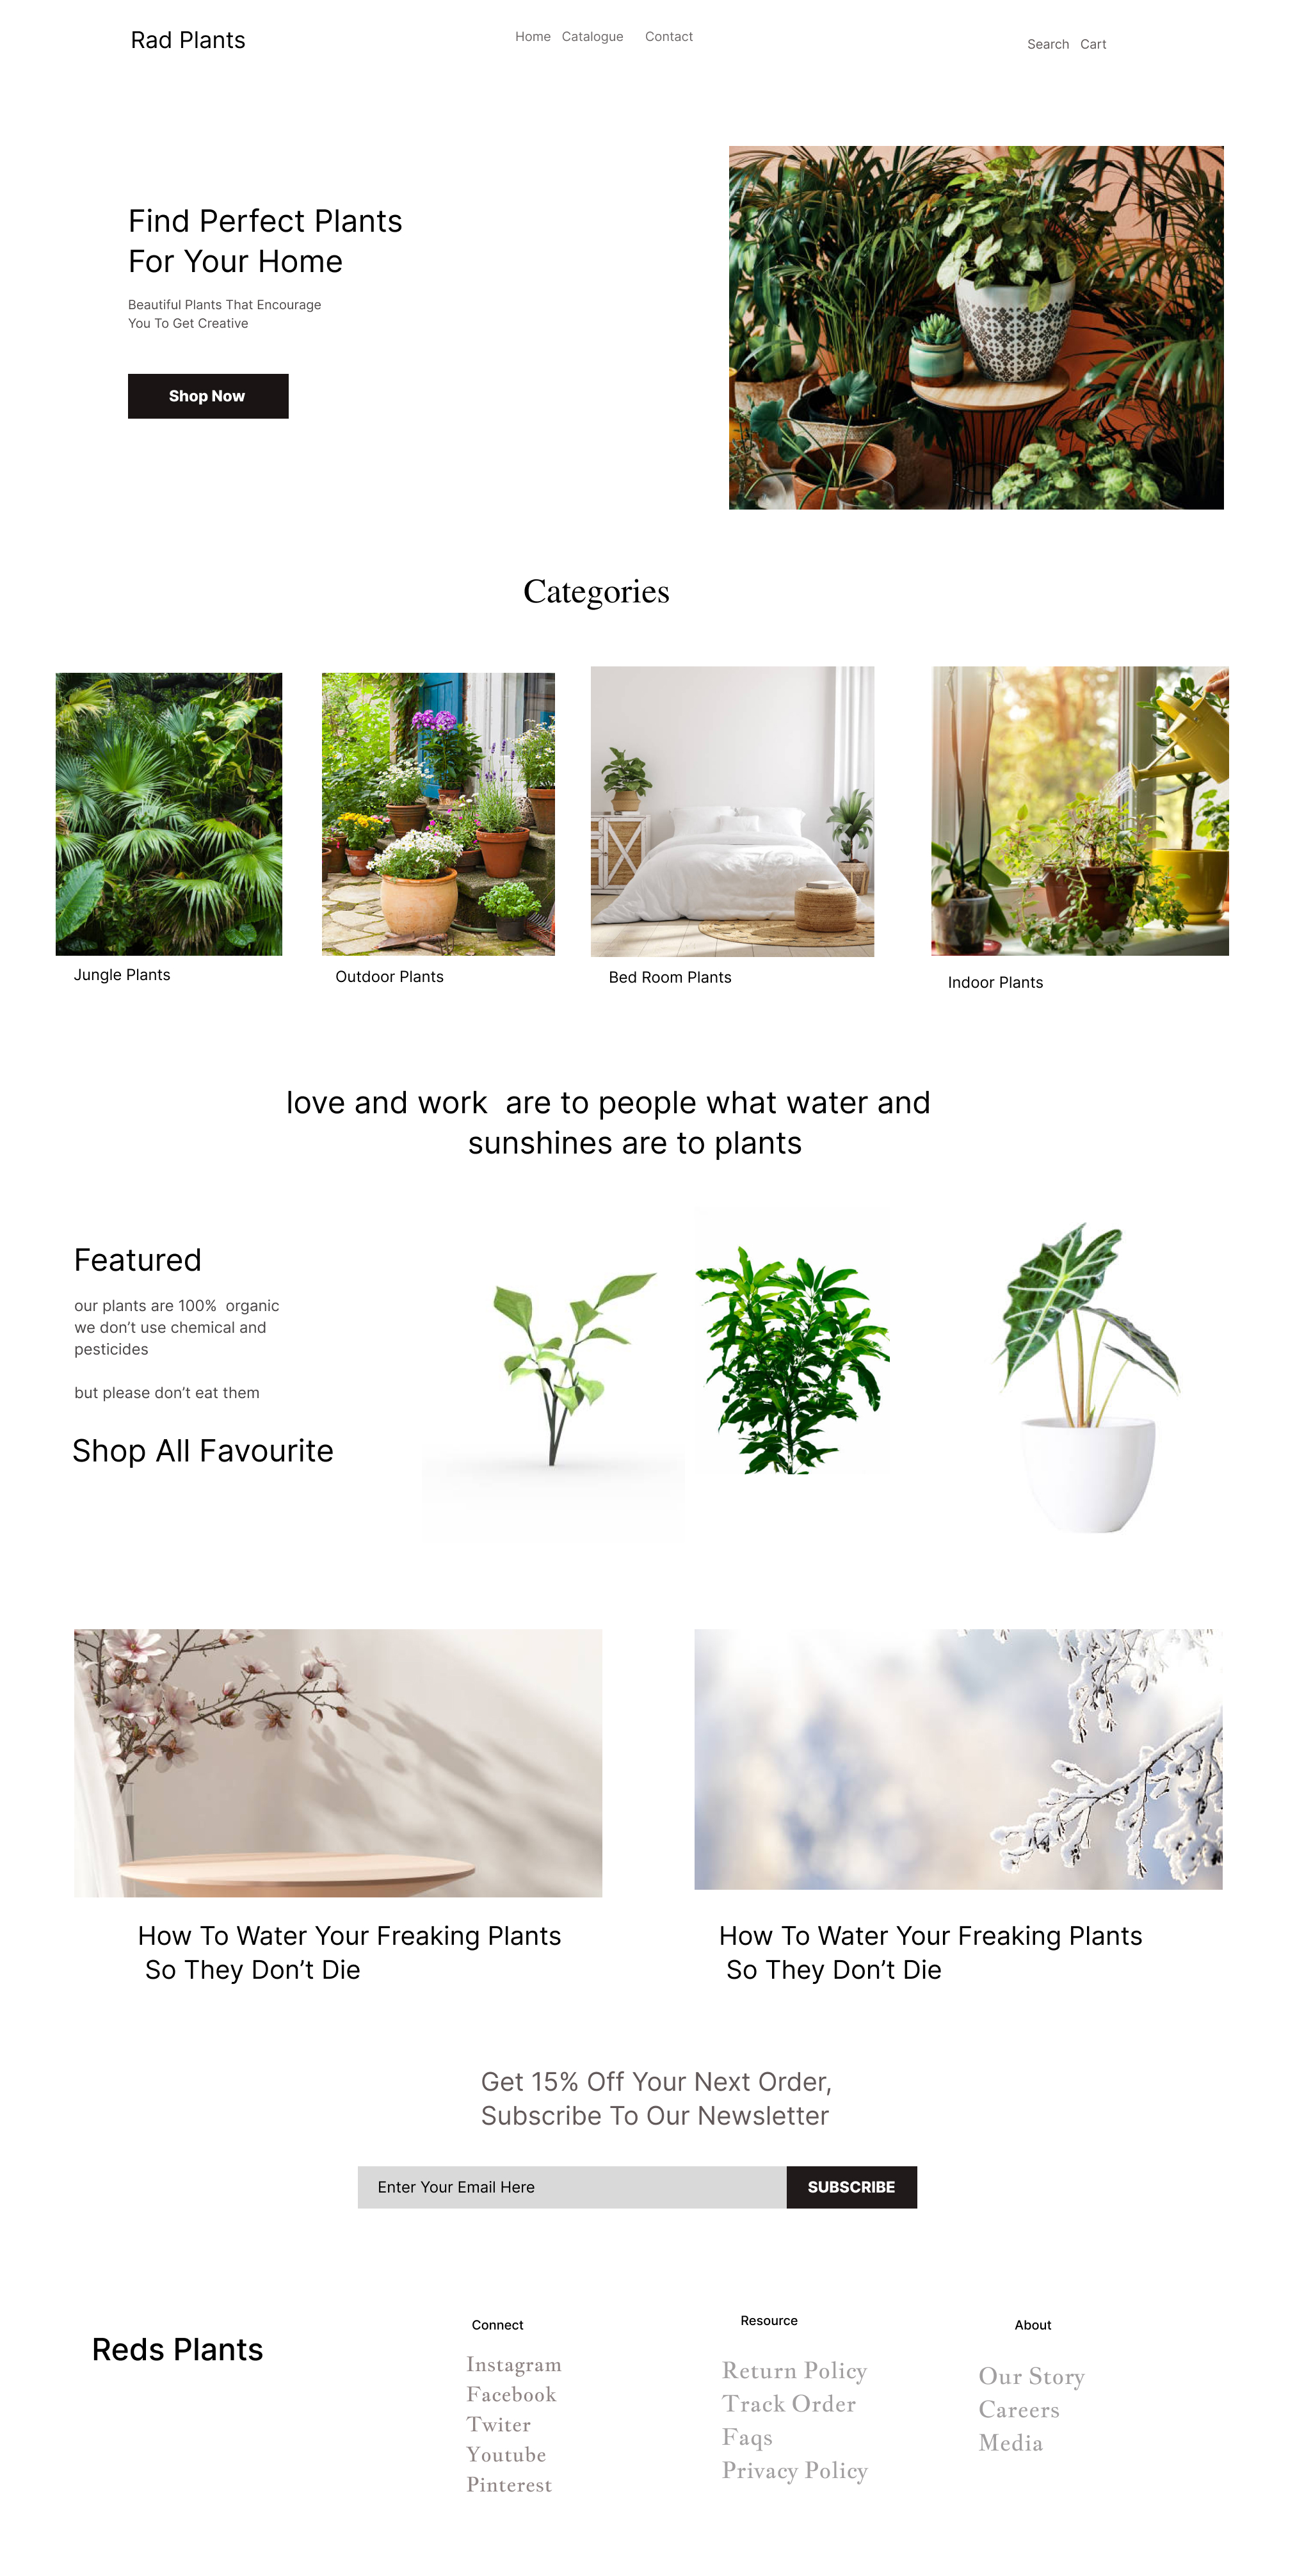 Rad Plants
Home Catalogue Contact
Search Cart
Find Perfect Plants
For Your Home
Beautiful Plants That Encourage
You To Get Creative
Shop Now
Categories
Jungle Plants
Outdoor Plants
Bed Room Plants
Indoor Plants
love and work are to people what water and
sunshines are to plants
Featured
our plants are 100% organic
we don’t use chemical and
pesticides
but please don’t eat them
Shop All Favourite
How To Water Your Freaking Plants
So They Don’t Die
How To Water Your Freaking Plants
So They Don’t Die
Get 15% Off Your Next Order,
Subscribe To Our Newsletter
Enter Your Email Here
SUBSCRIBE
Reds Plants
Connect
Instagram
Facebook
Twiter
Youtube
Pinterest
Resource
Return Policy
Track Order
Faqs
Privacy Policy
About
Our Story
Careers
Media